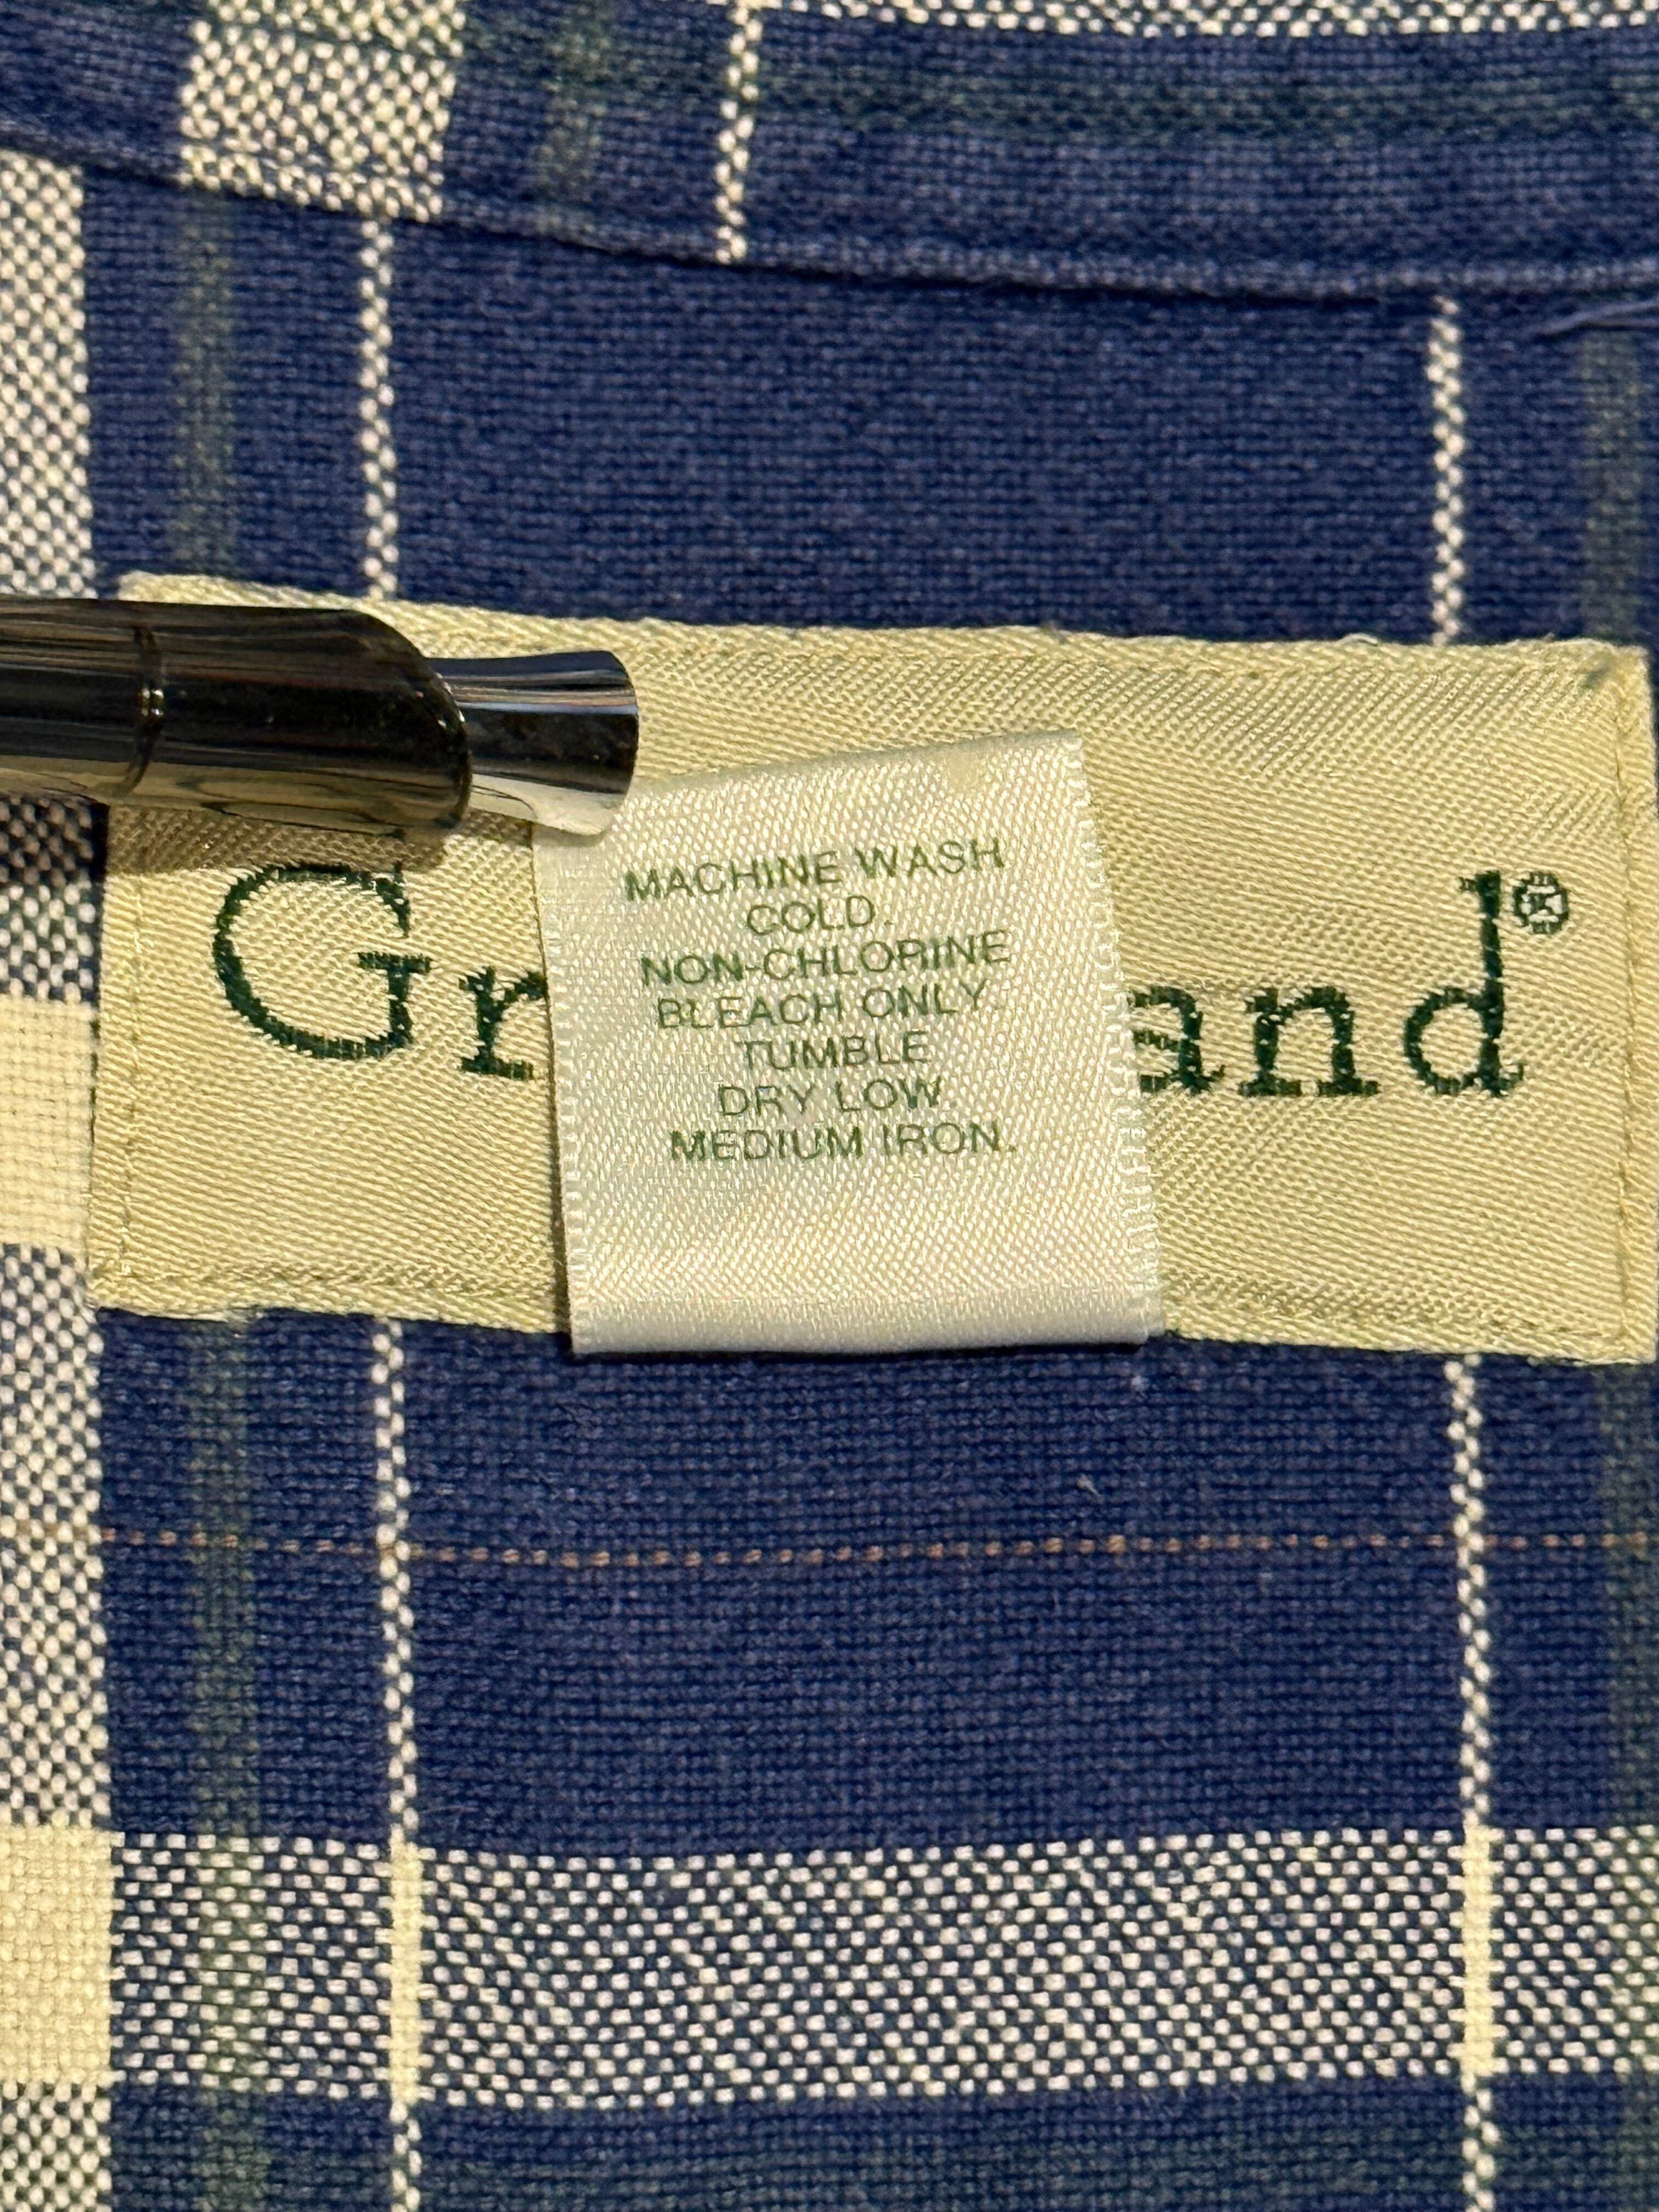 Gr and®
MACHINE WASH
COLD.
NON-CHLORINE
BLEACH ONLY.
TUMBLE
DRY LOW.
MEDIUM IRON.